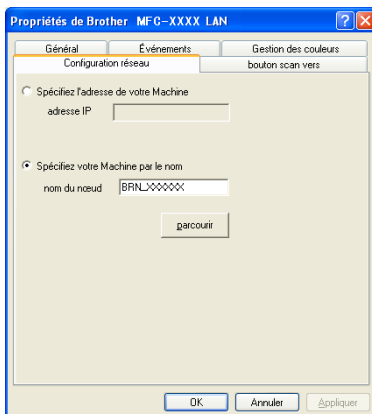 Propriétés de Brother MFC-XXXX LAN
Général Événements Gestion des couleurs
Configuration réseau bouton scan vers
Spécifiez l'adresse de votre Machine
adresse IP
Spécifiez votre Machine par le nom
nom du nœud BRN_XXXXXX
parcourir
OK Annuler Appliquer